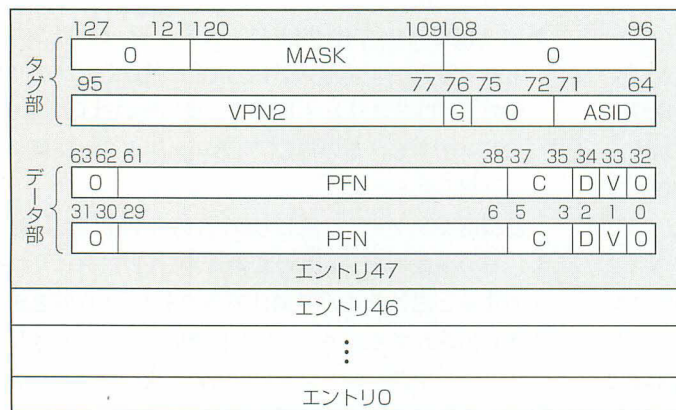 127 121 120 109 108 96
0 MASK 0
タグ部
95 77 76 75 72 71 64
VPN2 G 0 ASID
63 62 61 38 37 35 34 33 32
0 PFN C D V 0
データ部
31 30 29 6 5 3 2 1 0
0 PFN C D V 0
エントリ47
エントリ46
⋮
エントリ0